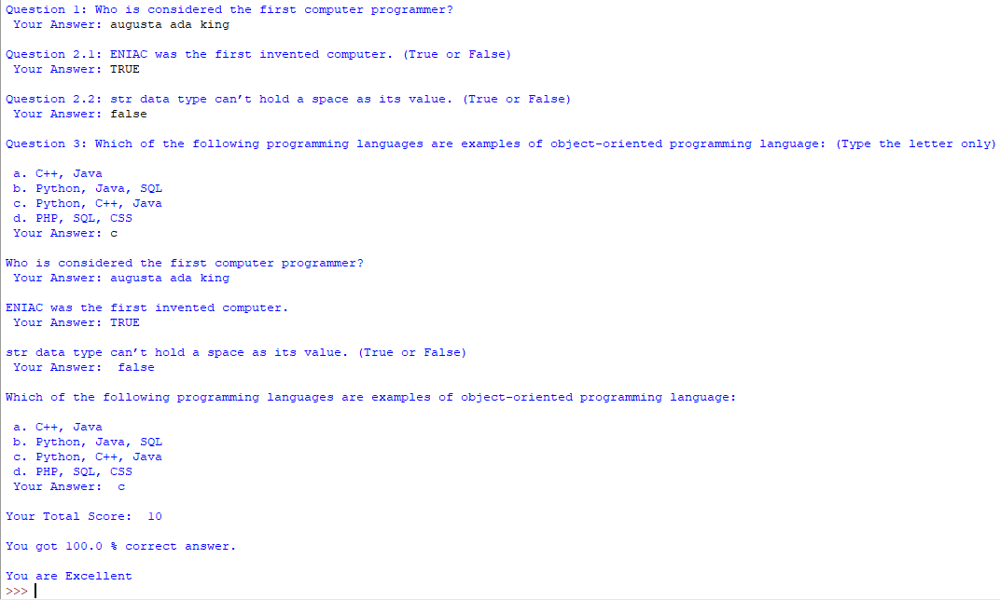 Question 1: Who is considered the first computer programmer?
Your Answer: augusta ada king
Question 2.1: ENIAC was the first invented computer. (True or False)
Your Answer: TRUE
Question 2.2: str data type can’t hold a space as its value. (True or False)
Your Answer: false
Question 3: Which of the following programming languages are examples of object-oriented programming language: (Type the letter only)
a. C++, Java
b. Python, Java, SQL
c. Python, C++, Java
d. PHP, SQL, CSS
Your Answer: c
Who is considered the first computer programmer?
Your Answer: augusta ada king
ENIAC was the first invented computer.
Your Answer: TRUE
str data type can’t hold a space as its value. (True or False)
Your Answer:  false
Which of the following programming languages are examples of object-oriented programming language:
a. C++, Java
b. Python, Java, SQL
c. Python, C++, Java
d. PHP, SQL, CSS
Your Answer:  c
Your Total Score:  10
You got 100.0 % correct answer.
You are Excellent
>>>